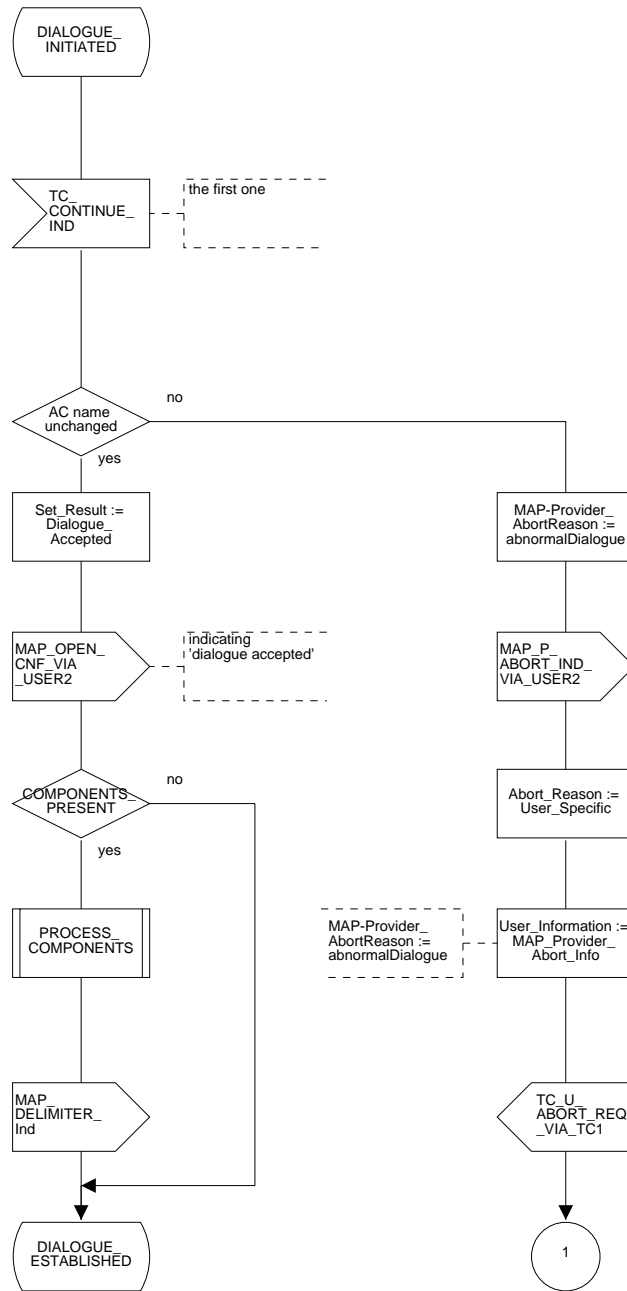 DIALOGUE_
INITIATED
TC_
CONTINUE_
IND
the first one
AC name
unchanged
no
yes
Set_Result :=
Dialogue_
Accepted
MAP-Provider_
AbortReason :=
abnormalDialogue
MAP_OPEN_
CNF_VIA
_USER2
indicating
'dialogue accepted'
MAP_P_
ABORT_IND_
VIA_USER2
COMPONENTS_
PRESENT
no
yes
Abort_Reason :=
User_Specific
PROCESS_
COMPONENTS
MAP-Provider_
AbortReason :=
abnormalDialogue
User_Information :=
MAP_Provider_
Abort_Info
MAP_
DELIMITER_
Ind
TC_U_
ABORT_REQ
_VIA_TC1
DIALOGUE_
ESTABLISHED
1